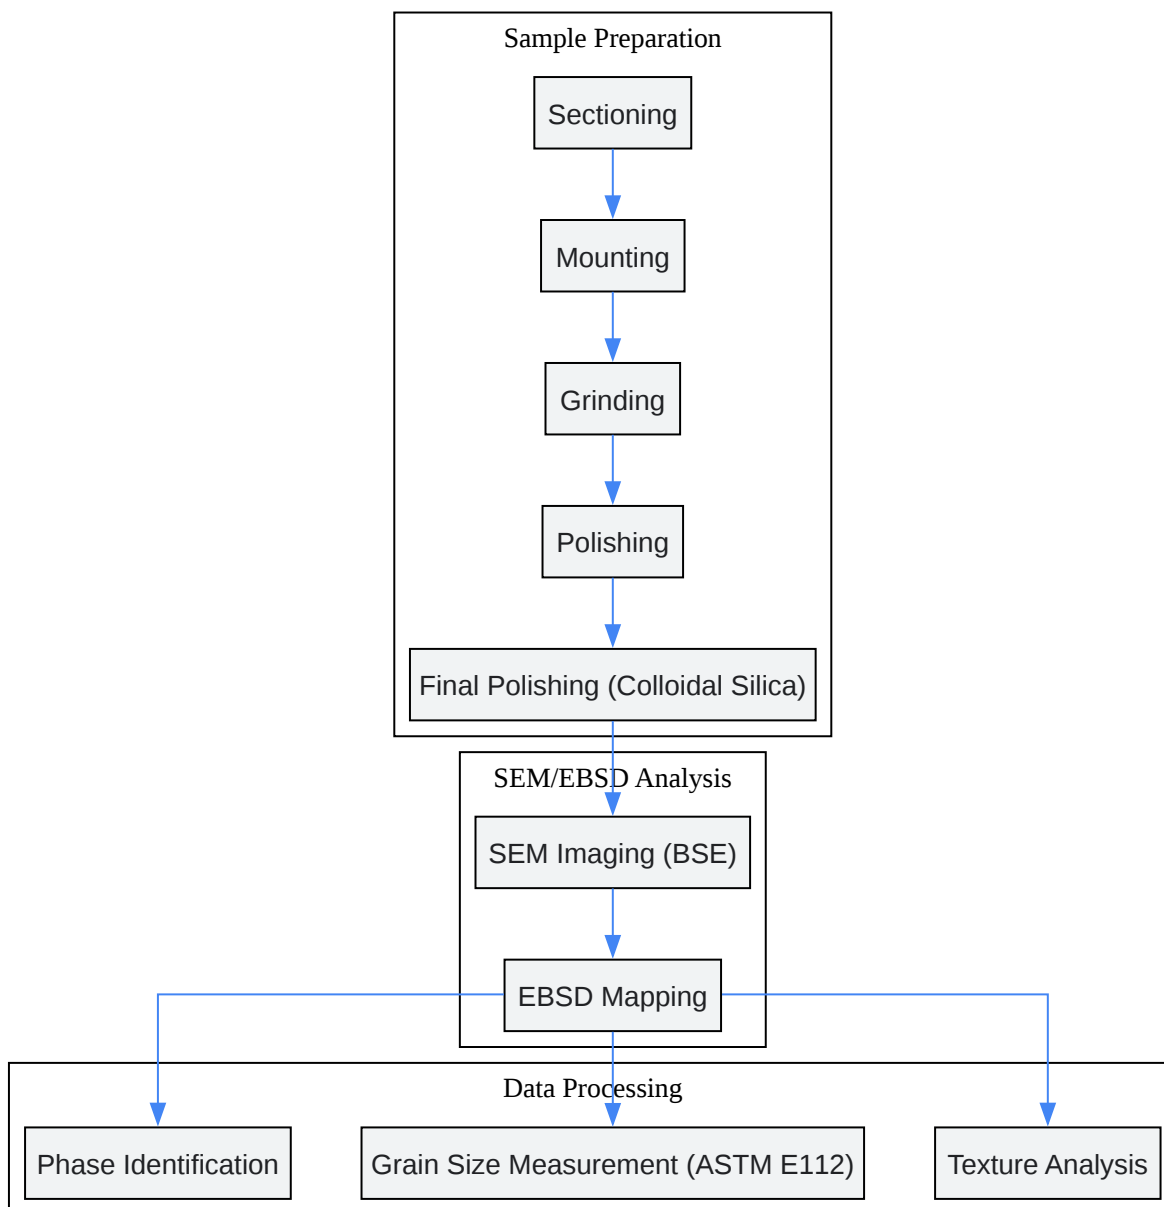 Sample Preparation
Sectioning
Mounting
Grinding
Polishing
Final Polishing (Colloidal Silica)
SEM/EBSD Analysis
SEM Imaging (BSE)
EBSD Mapping
Data Processing
Phase Identification
Grain Size Measurement (ASTM E112)
Texture Analysis